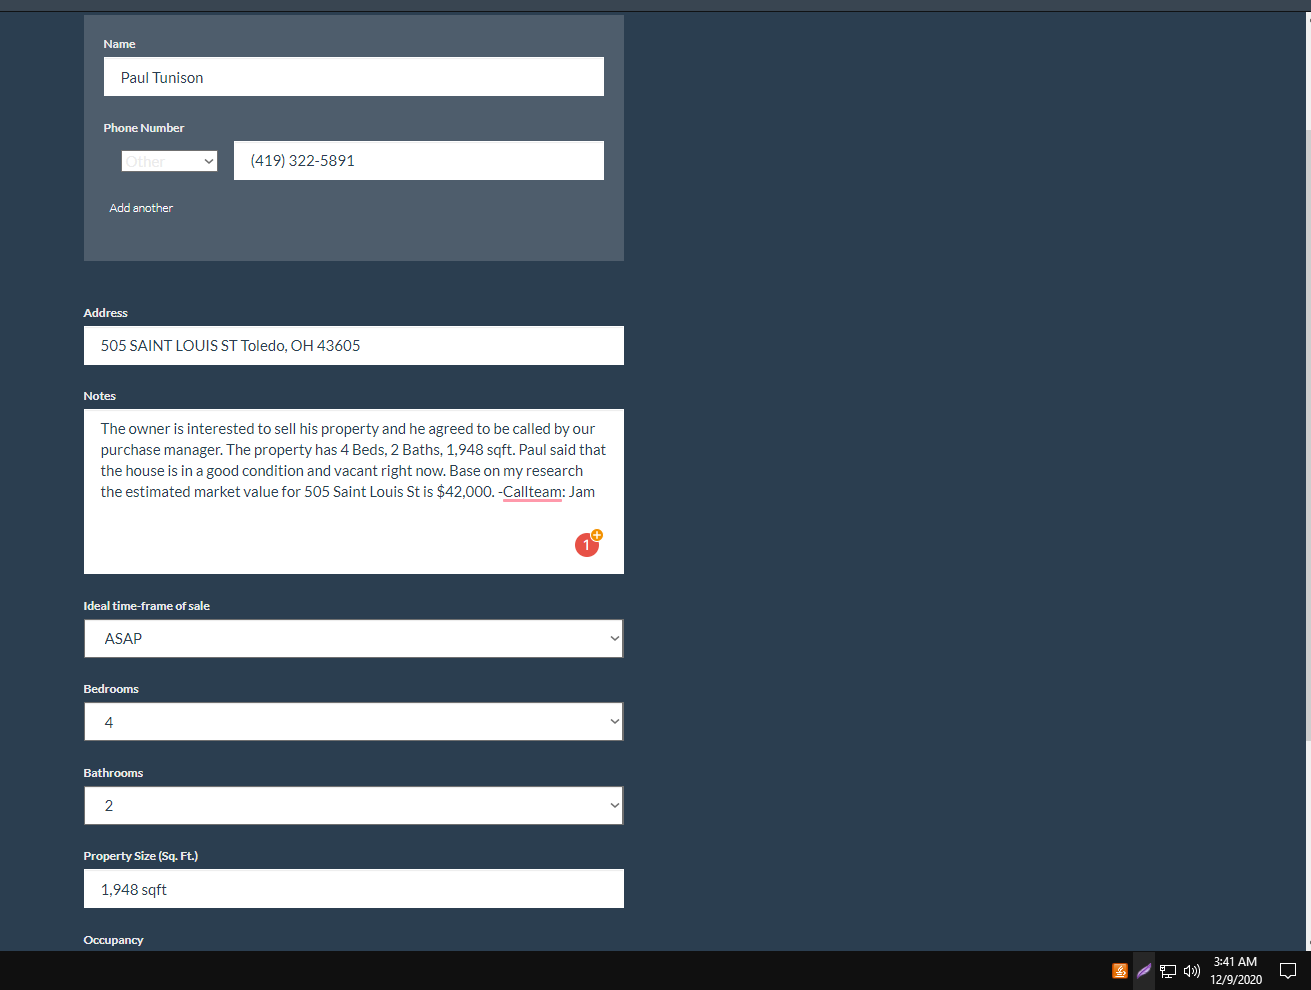 Name
Paul Tunison
Phone Number
Other
(419) 322-5891
Add another
Address
505 SAINT LOUIS ST Toledo, OH 43605
Notes
The owner is interested to sell his property and he agreed to be called by our
purchase manager. The property has 4 Beds, 2 Baths, 1,948 sqft. Paul said that
the house is in a good condition and vacant right now. Base on my research
the estimated market value for 505 Saint Louis St is $42,000. -Callteam: Jam
1
Ideal time-frame of sale
ASAP
Bedrooms
4
Bathrooms
2
Property Size (Sq. Ft.)
1,948 sqft
Occupancy
3:41 AM
12/9/2020